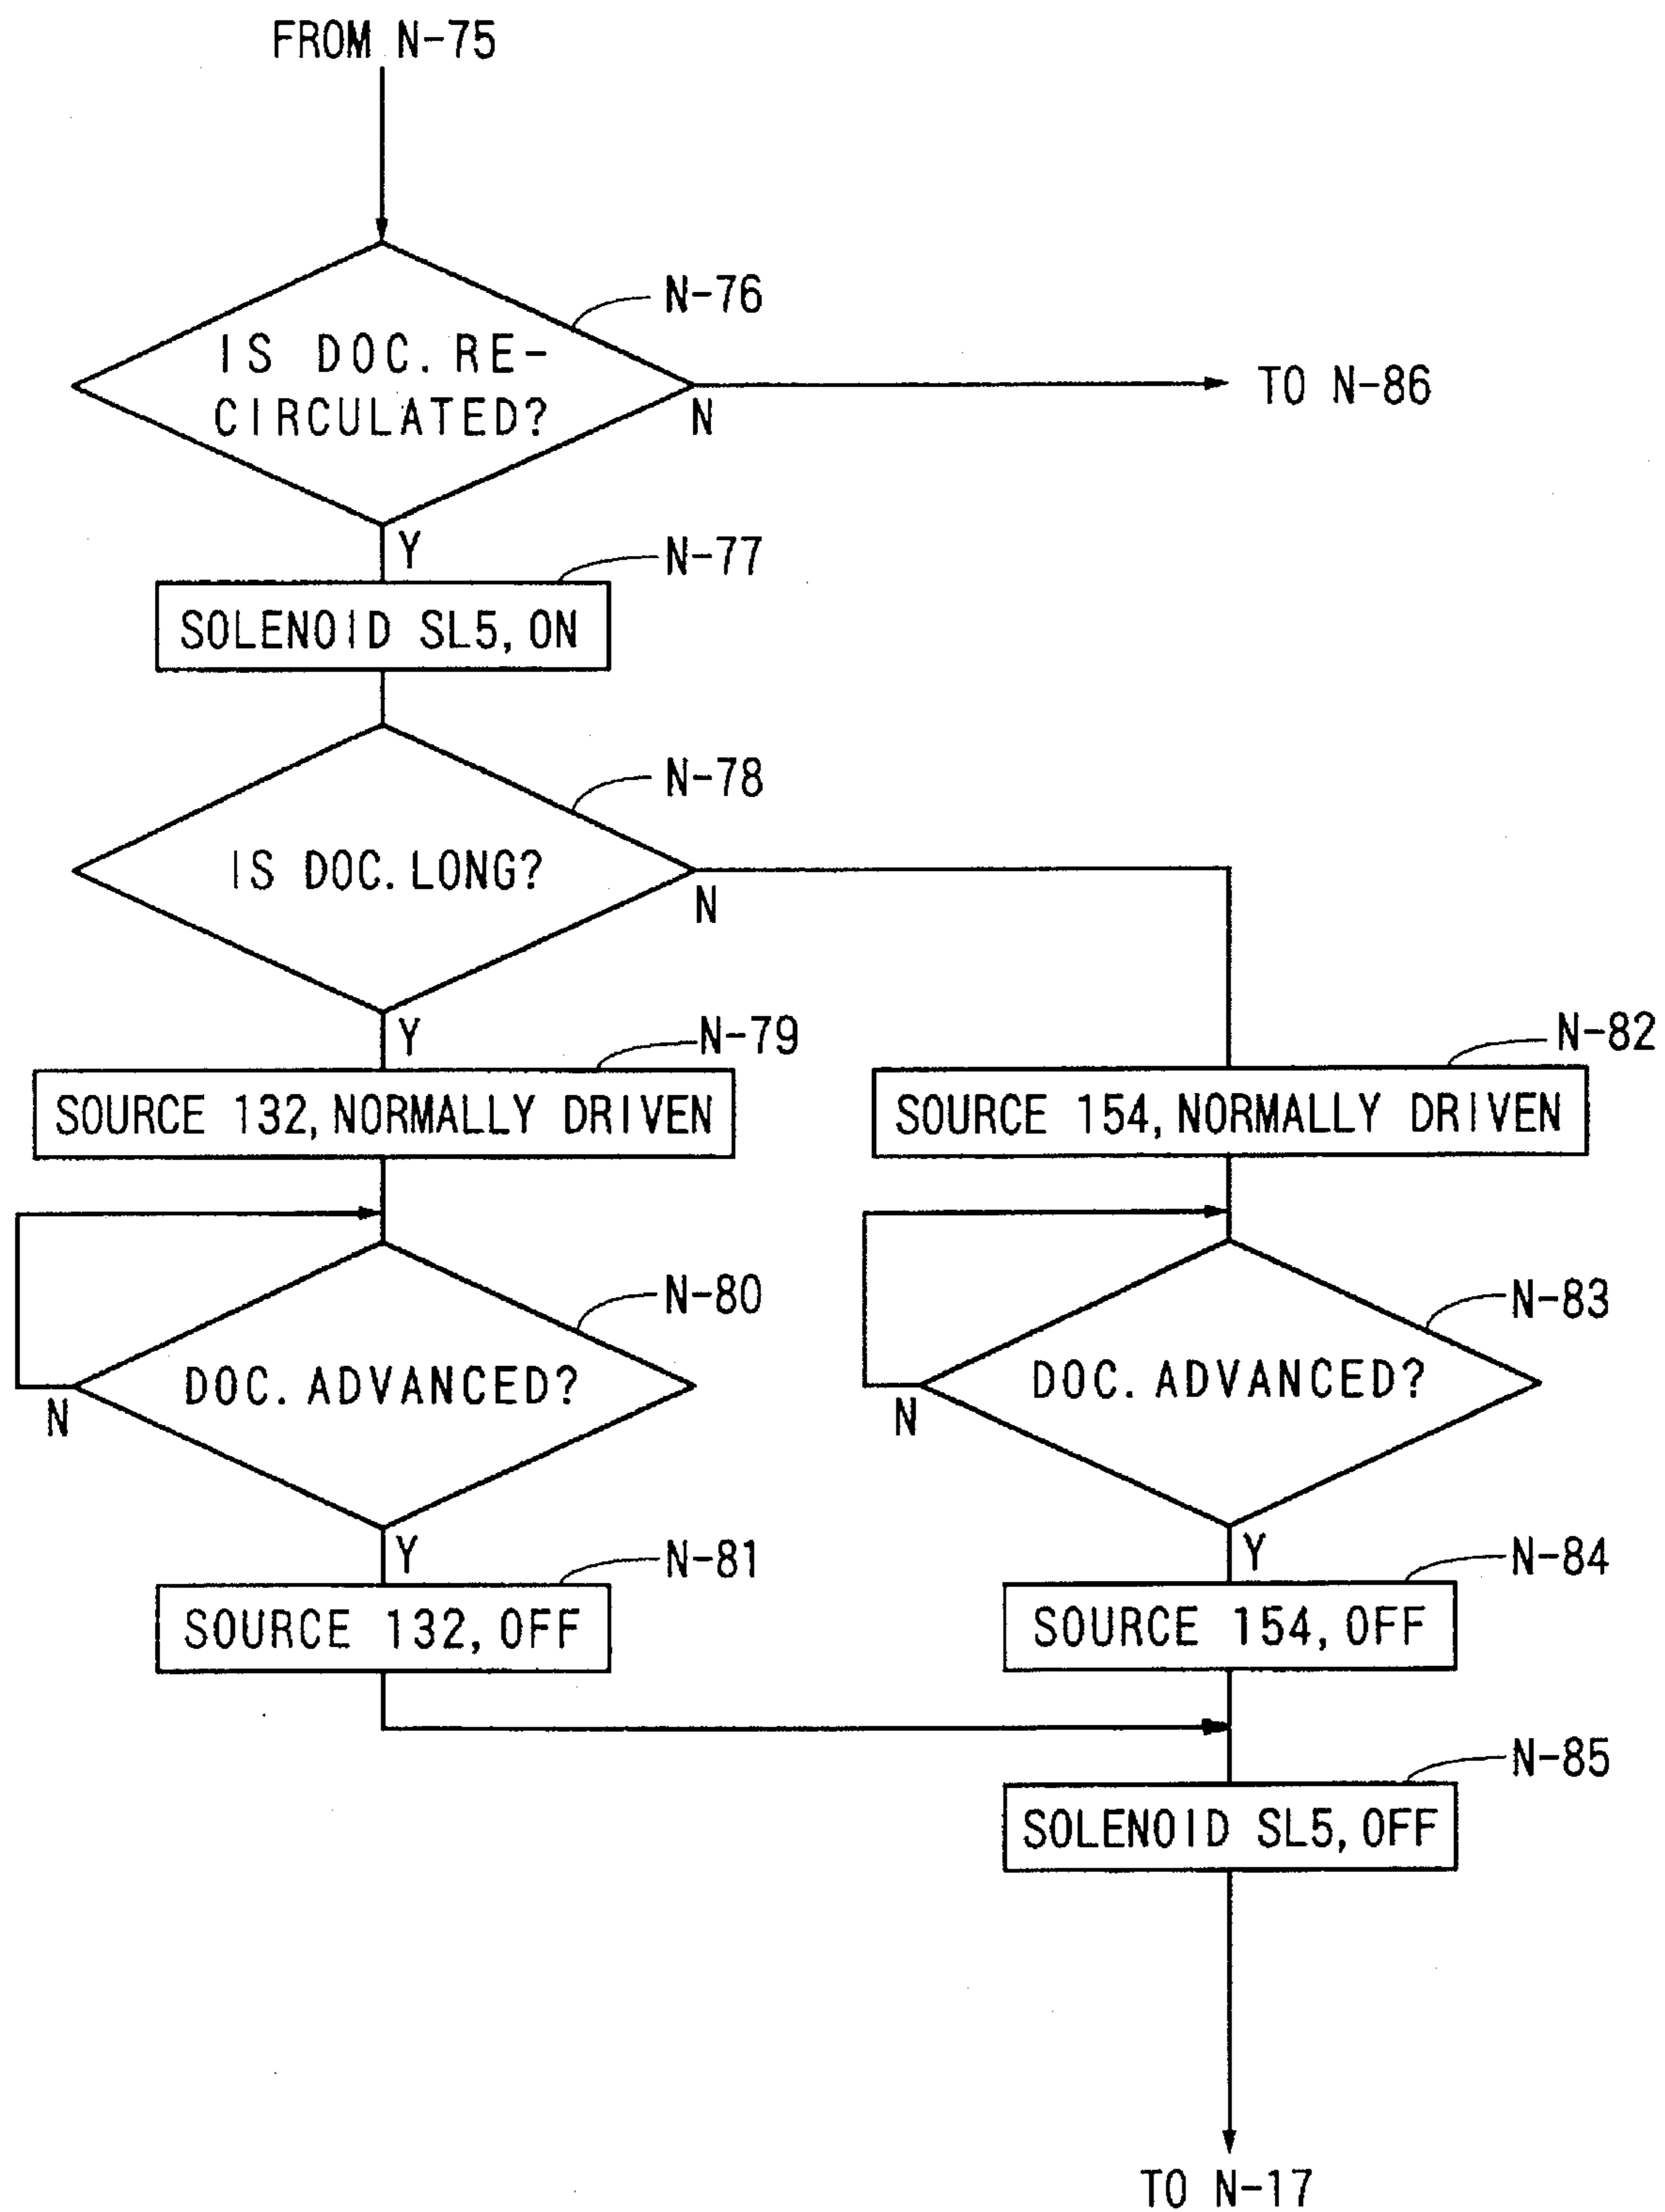 FROM N-75
N-76
IS DOC. RE-
CIRCULATED?
N
TO N-86
Y
N-77
SOLENOID SL5, ON
N-78
IS DOC. LONG?
N
Y
N-79
SOURCE 132, NORMALLY DRIVEN
N-82
SOURCE 154, NORMALLY DRIVEN
N-80
DOC. ADVANCED?
N
N-83
DOC. ADVANCED?
N
Y
N-81
SOURCE 132, OFF
Y
N-84
SOURCE 154, OFF
N-85
SOLENOID SL5, OFF
TO N-17